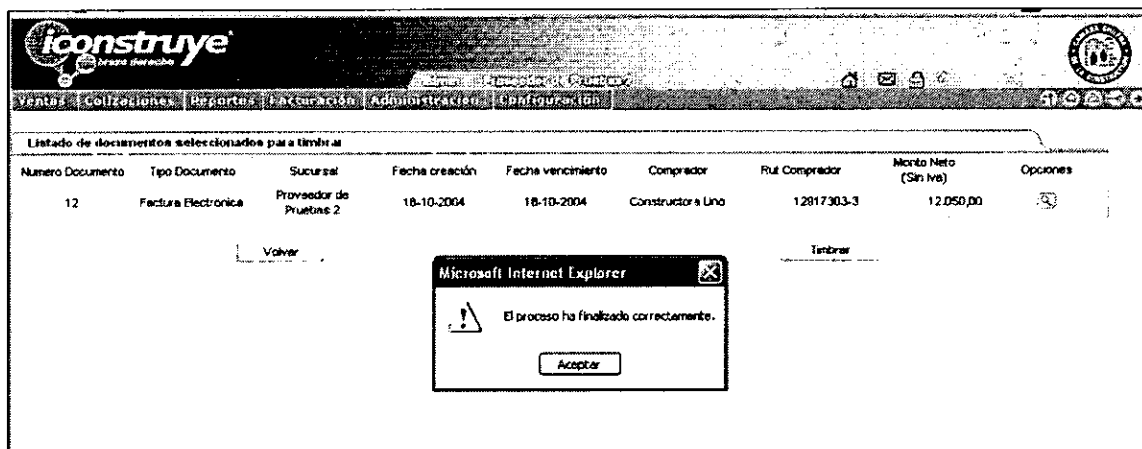 iconstruye
brazo derecho
Ventas Cotizaciones Reportes Facturación Administración Configuración
Listado de documentos seleccionados para timbrar
Numero Documento Tipo Documento Sucursal Fecha creación Fecha vencimiento Comprador Rut Comprador Monto Neto (Sin Iva) Opciones
12 Factura Electronica Proveedor de Pruebas 2 18-10-2004 18-10-2004 Constructora Uno 12817303-3 12.050,00
Volver Timbrar
Microsoft Internet Explorer
El proceso ha finalizado correctamente.
Aceptar